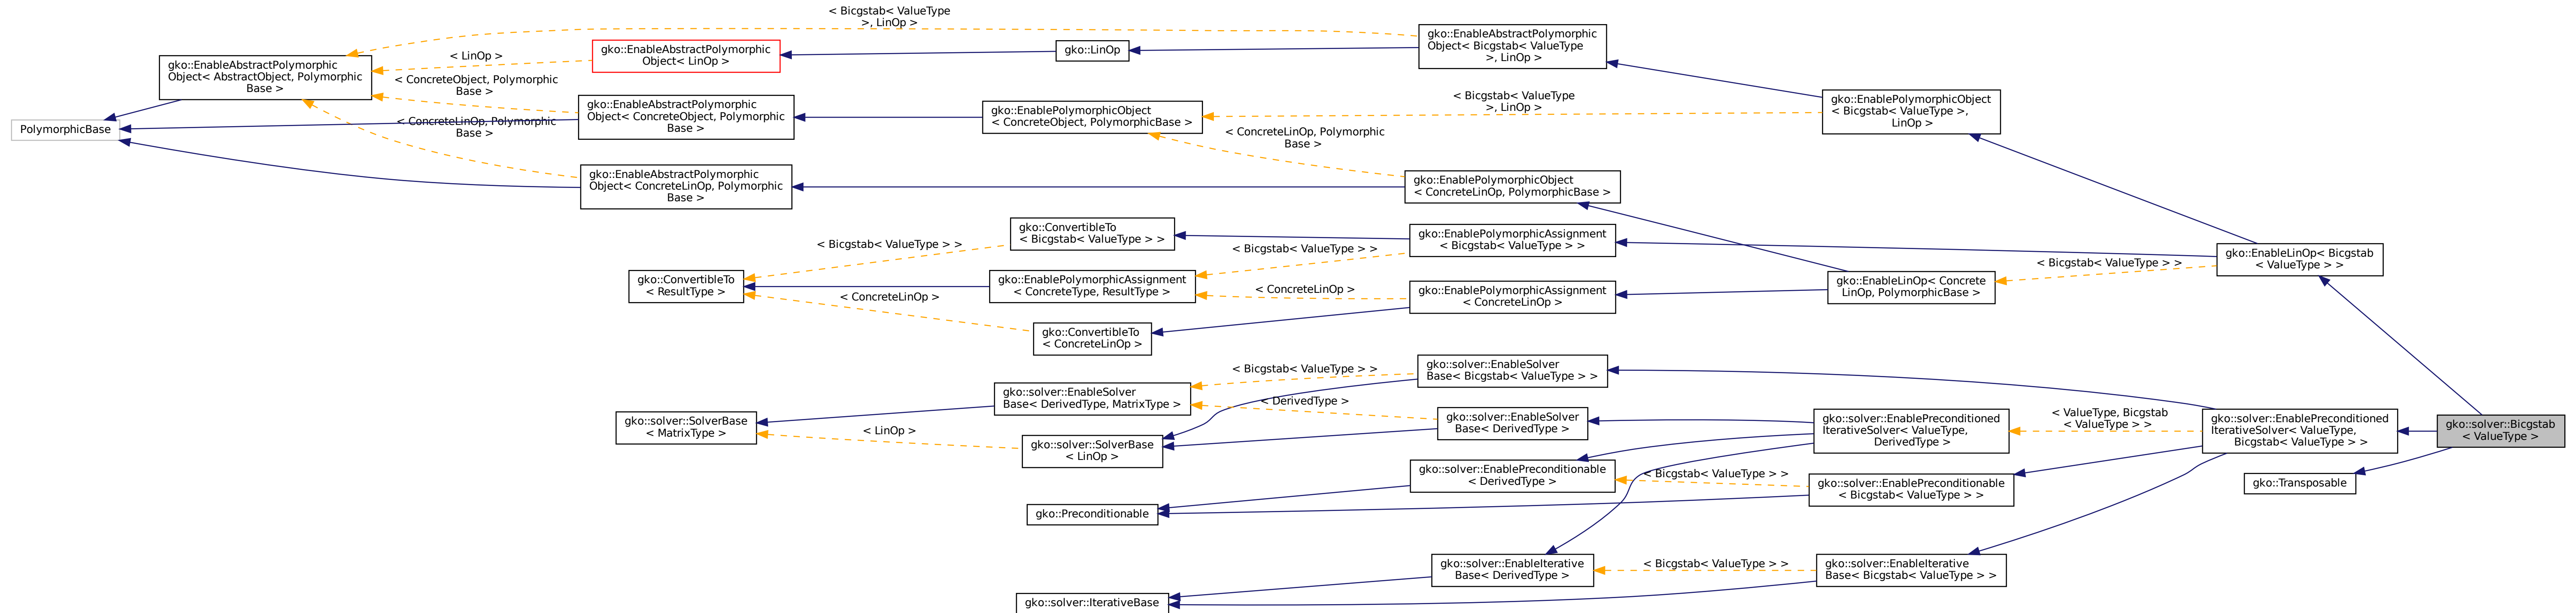 PolymorphicBase
gko::EnableAbstractPolymorphic
Object< AbstractObject, Polymorphic
Base >
< Bicgstab< ValueType
>, LinOp >
< LinOp >
< ConcreteObject, Polymorphic
Base >
< ConcreteLinOp, Polymorphic
Base >
gko::EnableAbstractPolymorphic
Object< LinOp >
gko::EnableAbstractPolymorphic
Object< ConcreteObject, Polymorphic
Base >
gko::EnableAbstractPolymorphic
Object< ConcreteLinOp, Polymorphic
Base >
gko::LinOp
gko::EnablePolymorphicObject
< ConcreteObject, PolymorphicBase >
gko::EnableAbstractPolymorphic
Object< Bicgstab< ValueType
>, LinOp >
< Bicgstab< ValueType
>, LinOp >
< ConcreteLinOp, Polymorphic
Base >
gko::EnablePolymorphicObject
< ConcreteLinOp, PolymorphicBase >
gko::EnablePolymorphicObject
< Bicgstab< ValueType >,
LinOp >
gko::ConvertibleTo
< ResultType >
< Bicgstab< ValueType > >
< ConcreteLinOp >
gko::ConvertibleTo
< Bicgstab< ValueType > >
gko::EnablePolymorphicAssignment
< ConcreteType, ResultType >
gko::ConvertibleTo
< ConcreteLinOp >
< Bicgstab< ValueType > >
< ConcreteLinOp >
gko::EnablePolymorphicAssignment
< Bicgstab< ValueType > >
gko::EnablePolymorphicAssignment
< ConcreteLinOp >
gko::EnableLinOp< Concrete
LinOp, PolymorphicBase >
< Bicgstab< ValueType > >
gko::EnableLinOp< Bicgstab
< ValueType > >
gko::solver::SolverBase
< MatrixType >
< LinOp >
gko::solver::EnableSolver
Base< DerivedType, MatrixType >
gko::solver::SolverBase
< LinOp >
< Bicgstab< ValueType > >
< DerivedType >
gko::solver::EnableSolver
Base< Bicgstab< ValueType > >
gko::solver::EnableSolver
Base< DerivedType >
gko::solver::EnablePreconditioned
IterativeSolver< ValueType,
DerivedType >
< ValueType, Bicgstab
< ValueType > >
gko::solver::EnablePreconditioned
IterativeSolver< ValueType,
Bicgstab< ValueType > >
gko::solver::Bicgstab
< ValueType >
gko::Transposable
gko::Preconditionable
gko::solver::EnablePreconditionable
< DerivedType >
< Bicgstab< ValueType > >
gko::solver::EnablePreconditionable
< Bicgstab< ValueType > >
gko::solver::IterativeBase
gko::solver::EnableIterative
Base< DerivedType >
< Bicgstab< ValueType > >
gko::solver::EnableIterative
Base< Bicgstab< ValueType > >